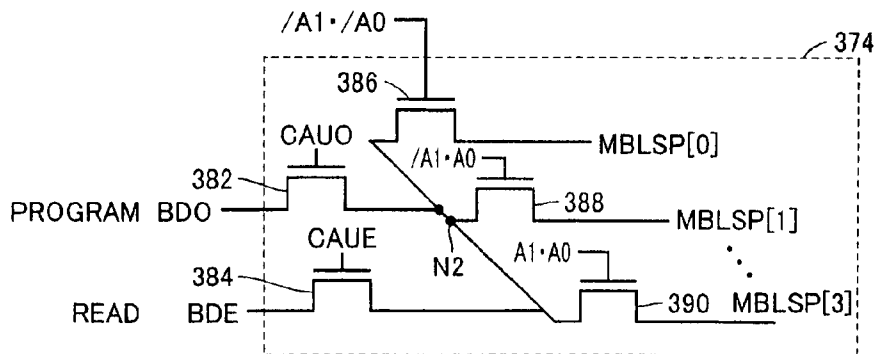 /A1·/A0
374
386
CAUO
MBLSP[0]
/A1·A0
382
388
PROGRAM BDO
MBLSP[1]
CAUE
N2
A1·A0
384
READ BDE
390
MBLSP[3]